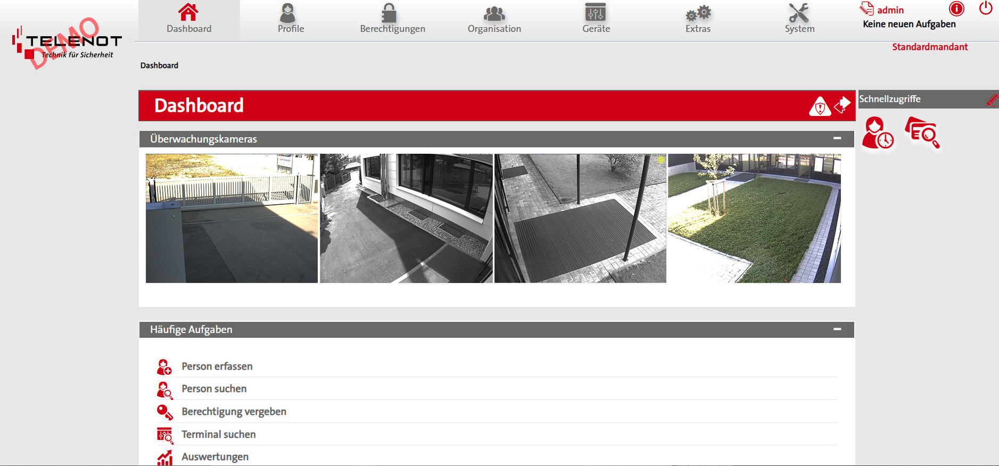 TELENOT
Technik für Sicherheit
DEMO
Dashboard
Profile
Berechtigungen
Organisation
Geräte
Extras
System
admin
Keine neuen Aufgaben
Standardmandant
Dashboard
Dashboard
Schnellzugriffe
Überwachungskameras
Häufige Aufgaben
Person erfassen
Person suchen
Berechtigung vergeben
Terminal suchen
Auswertungen